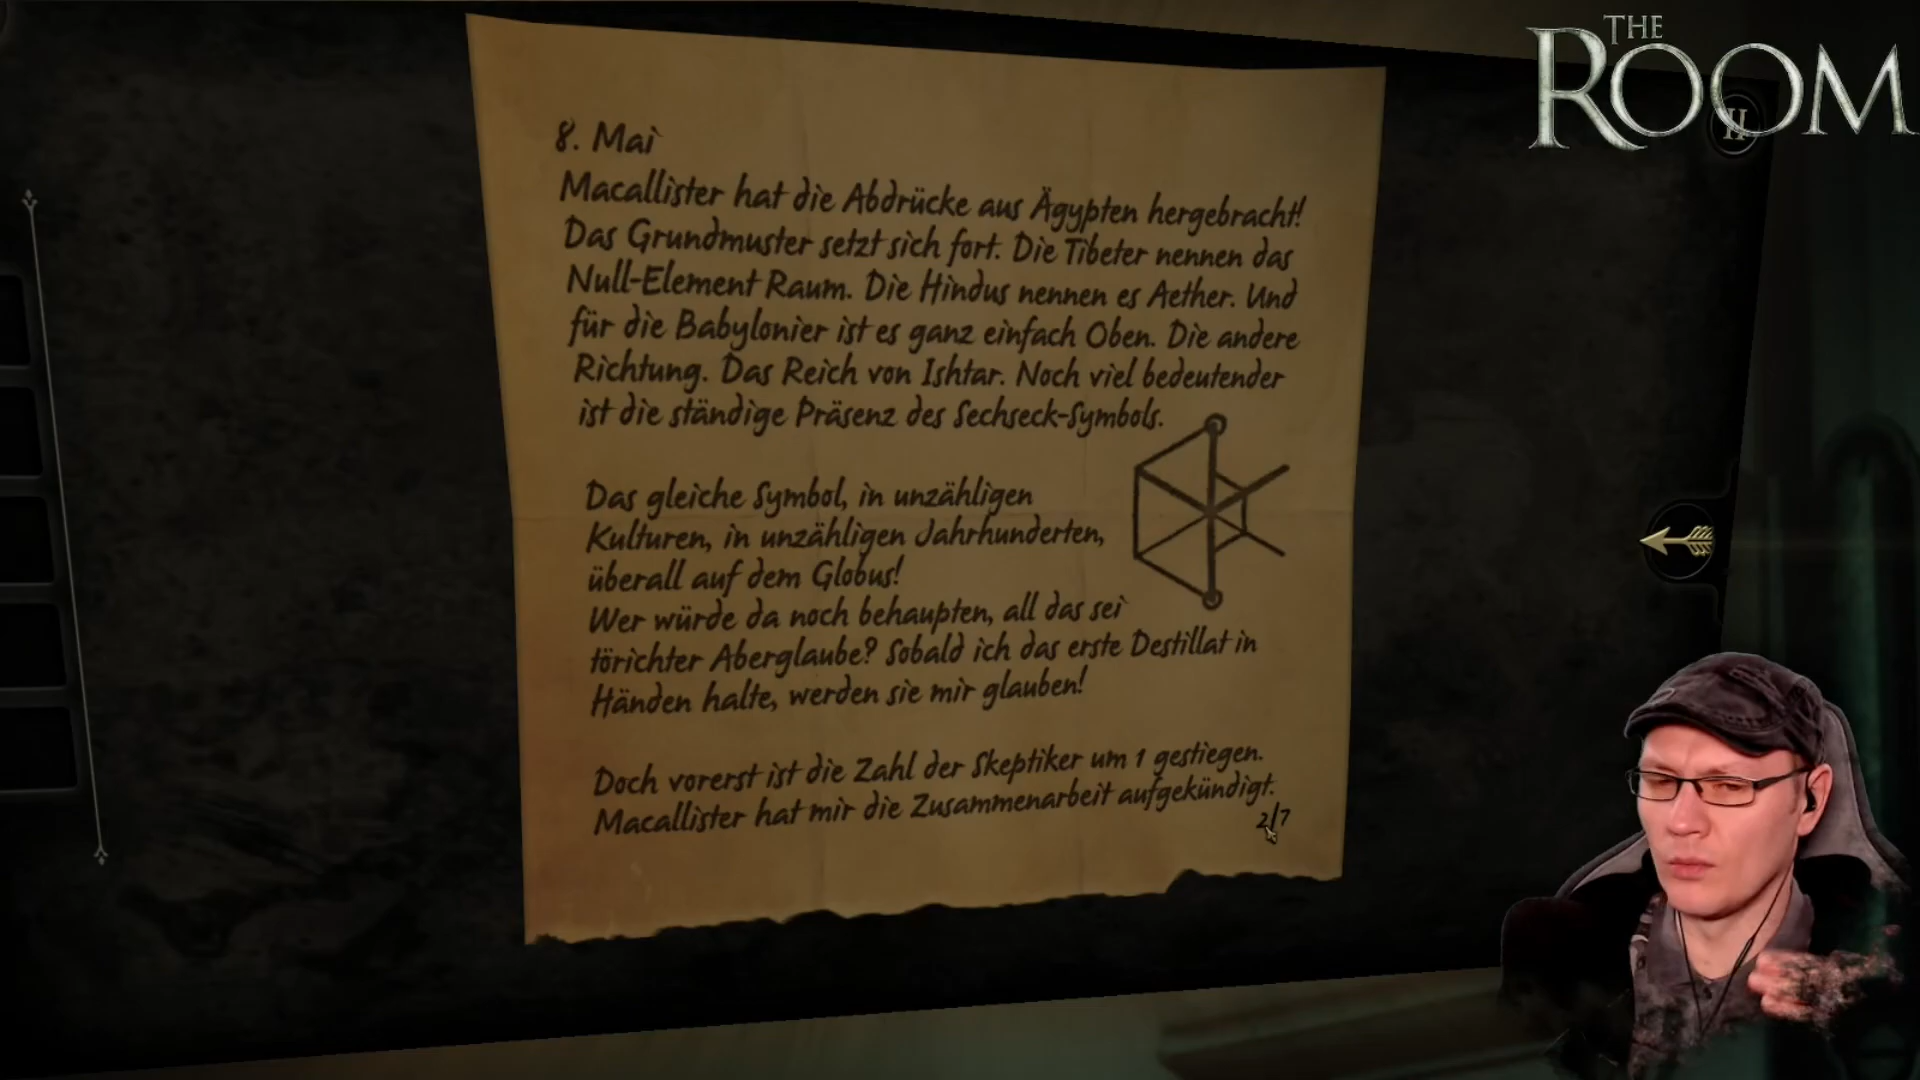 THE
ROOM
II
8. Mai
Macallister hat die Abdrücke aus Ägypten hergebracht!
Das Grundmuster setzt sich fort. Die Tibeter nennen das
Null-Element Raum. Die Hindus nennen es Aether. Und
für die Babylonier ist es ganz einfach Oben. Die andere
Richtung. Das Reich von Ishtar. Noch viel bedeutender
ist die ständige Präsenz des Sechseck-Symbols.
Das gleiche Symbol, in unzähligen
Kulturen, in unzähligen Jahrhunderten,
überall auf dem Globus!
Wer würde da noch behaupten, all das sei
törichter Aberglaube? Sobald ich das erste Destillat in
Händen halte, werden sie mir glauben!
Doch vorerst ist die Zahl der Skeptiker um 1 gestiegen.
Macallister hat mir die Zusammenarbeit aufgekündigt.
2/7